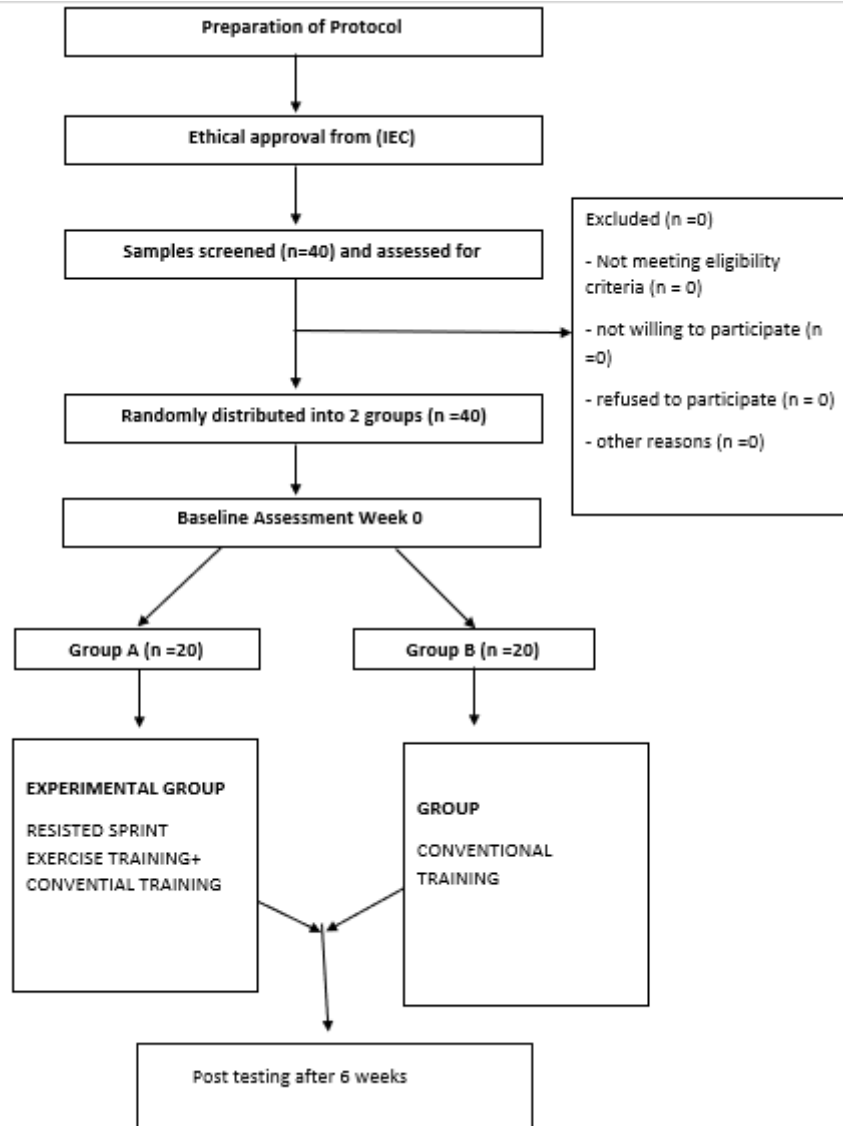 Preparation of Protocol
Ethical approval from (IEC)
Samples screened (n=40) and assessed for
Excluded (n =0)
- Not meeting eligibility
criteria (n = 0)
- not willing to participate (n
=0)
- refused to participate (n = 0)
- other reasons (n =0)
Randomly distributed into 2 groups (n =40)
Baseline Assessment Week 0
Group A (n =20)
Group B (n =20)
EXPERIMENTAL GROUP
RESISTED SPRINT
EXERCISE TRAINING+
CONVENTIAL TRAINING
GROUP
CONVENTIONAL
TRAINING
Post testing after 6 weeks